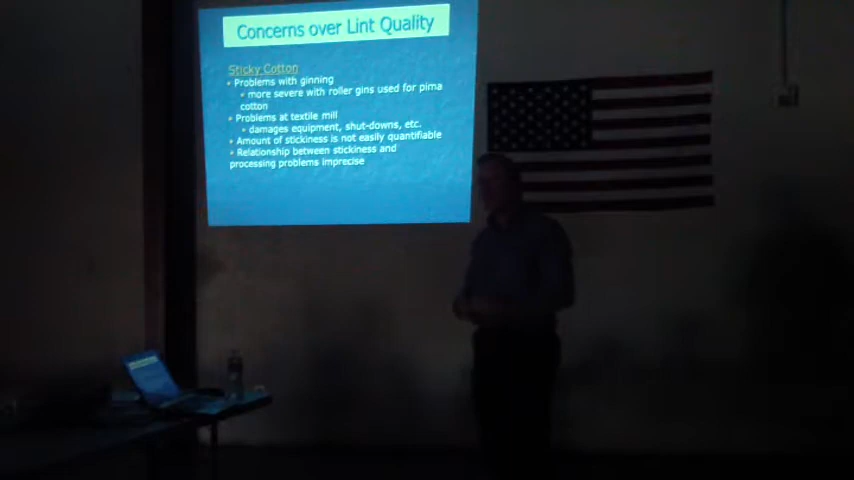 Concerns over Lint Quality
Sticky Cotton
• Problems with ginning
• more severe with roller gins used for pima
cotton
• Problems at textile mill
• damages equipment, shut-downs, etc.
• Amount of stickiness is not easily quantifiable
• Relationship between stickiness and
processing problems imprecise